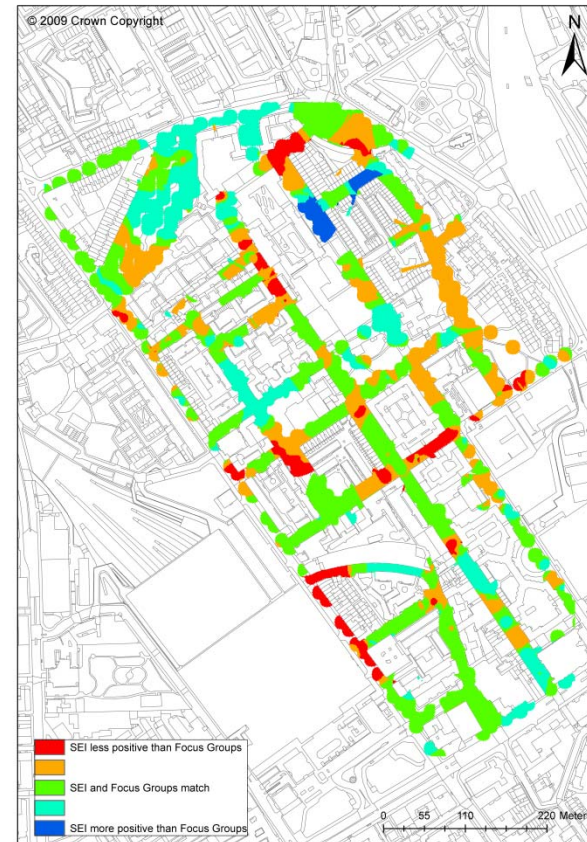 © 2009 Crown Copyright
N
SEI less positive than Focus Groups
SEI and Focus Groups match
SEI more positive than Focus Groups
0 55 110 220 Meters